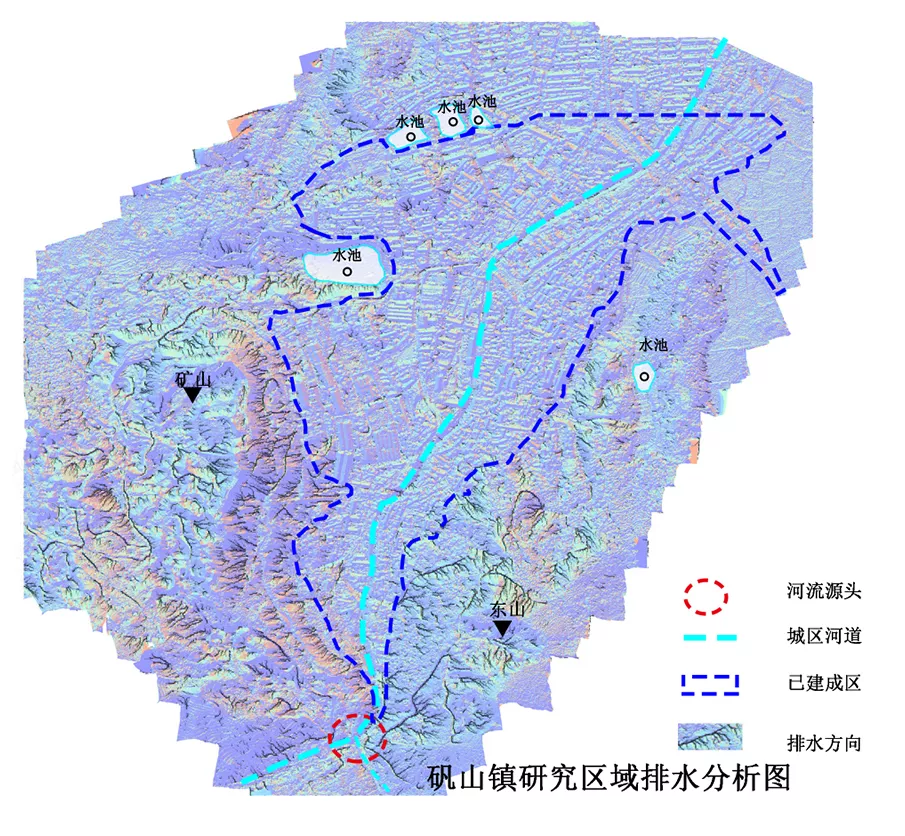 水池
水池
水池
水池
水池
矿山
东山
河流源头
城区河道
已建成区
排水方向
矾山镇研究区域排水分析图